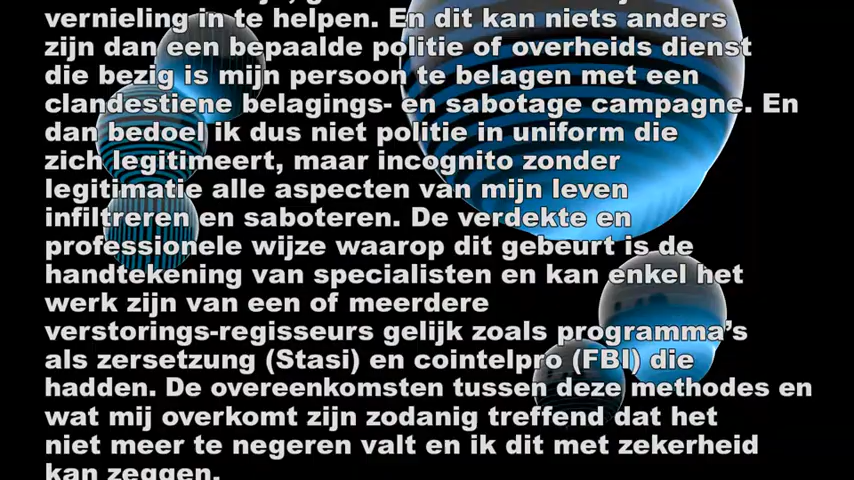 vernieling in te helpen. En dit kan niets anders
zijn dan een bepaalde politie of overheids dienst
die bezig is mijn persoon te belagen met een
clandestiene belagings- en sabotage campagne. En
dan bedoel ik dus niet politie in uniform die
zich legitimeert, maar incognito zonder
legitimatie alle aspecten van mijn leven
infiltreren en saboteren. De verdekte en
professionele wijze waarop dit gebeurt is de
handtekening van specialisten en kan enkel het
werk zijn van een of meerdere
verstorings-regisseurs gelijk zoals programma’s
als zersetzung (Stasi) en cointelpro (FBI) die
hadden. De overeenkomsten tussen deze methodes en
wat mij overkomt zijn zodanig treffend dat het
niet meer te negeren valt en ik dit met zekerheid
kan zeggen.